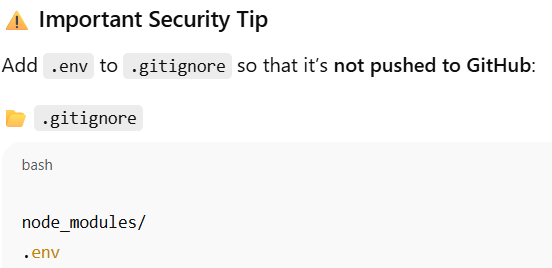 ⚠️ Important Security Tip
Add .env to .gitignore so that it's not pushed to GitHub:
📂 .gitignore
bash
node_modules/
.env